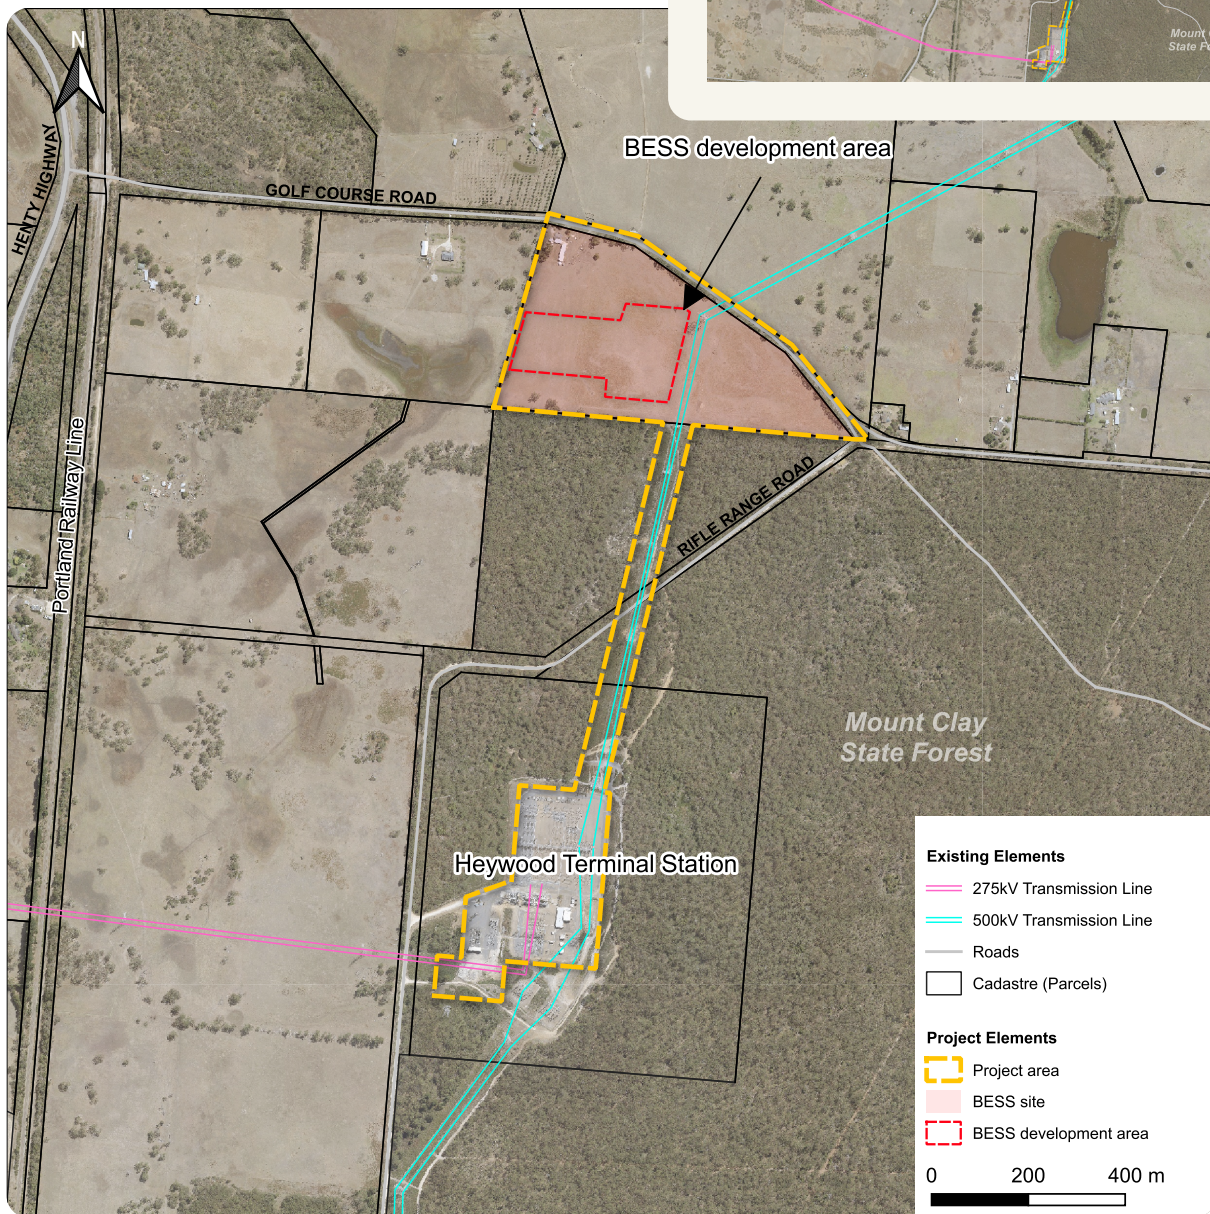 Mount
State
N
BESS development area
HENTY HIGHWAY
GOLF COURSE ROAD
Portland Railway Line
RIFLE RANGE ROAD
Mount Clay
State Forest
Heywood Terminal Station
Existing Elements
275kV Transmission Line
500kV Transmission Line
Roads
Cadastre (Parcels)
Project Elements
Project area
BESS site
BESS development area
0 200 400 m